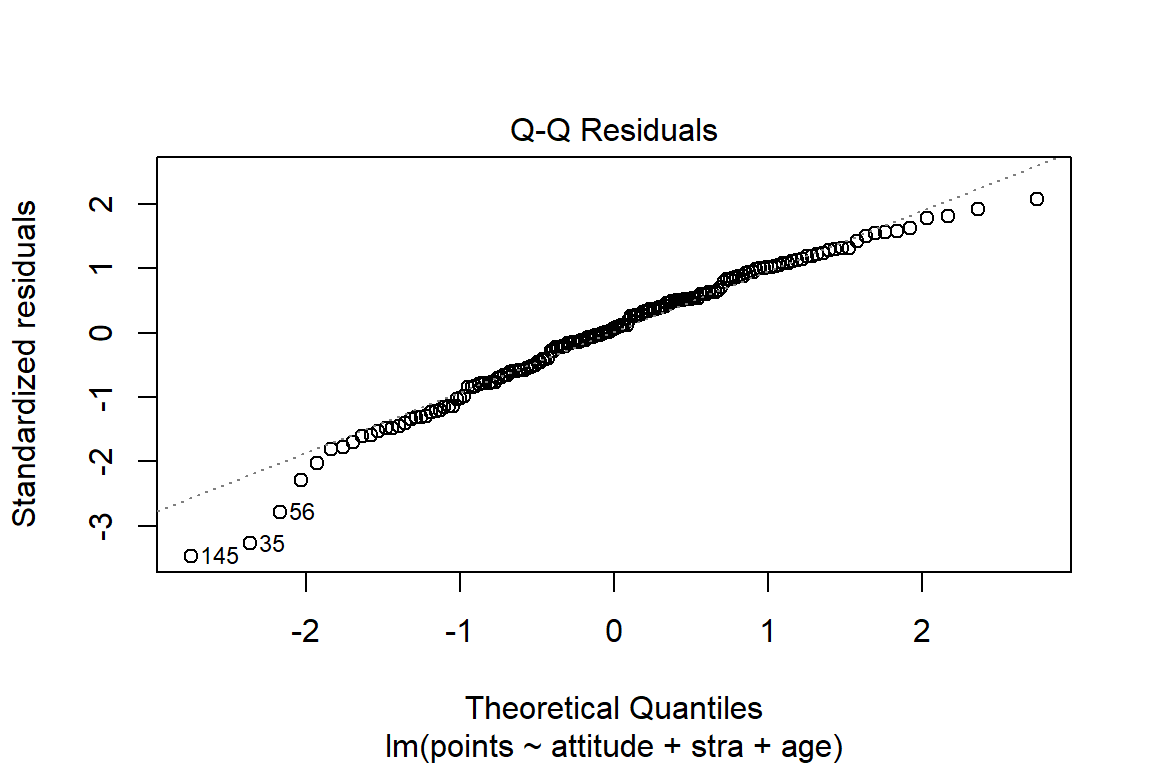 Q-Q Residuals
Standardized residuals
2
1
0
-1
-2
-3
56
35
145
-2 -1 0 1 2
Theoretical Quantiles
lm(points ~ attitude + stra + age)